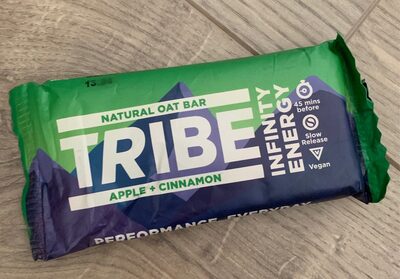 NATURAL OAT BAR
TRIBE
APPLE + CINNAMON
INFINITY
ENERGY
45 mins
before
Slow
Release
Vegan
PERFORMANCE. EVERYDAY